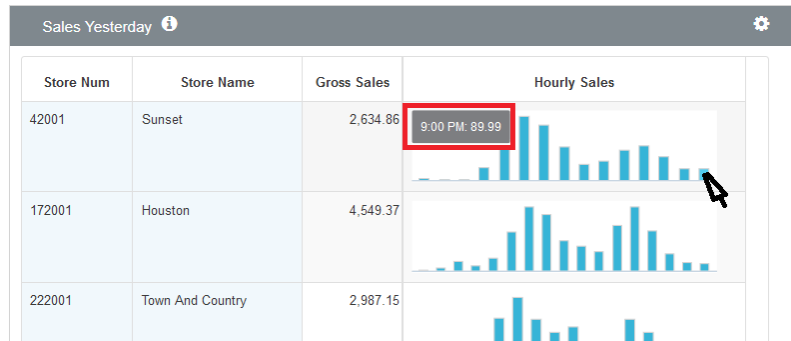 Sales Yesterday
Store Num Store Name Gross Sales Hourly Sales
42001 Sunset 2,634.86 9:00 PM: 89.99
172001 Houston 4,549.37
222001 Town And Country 2,987.15